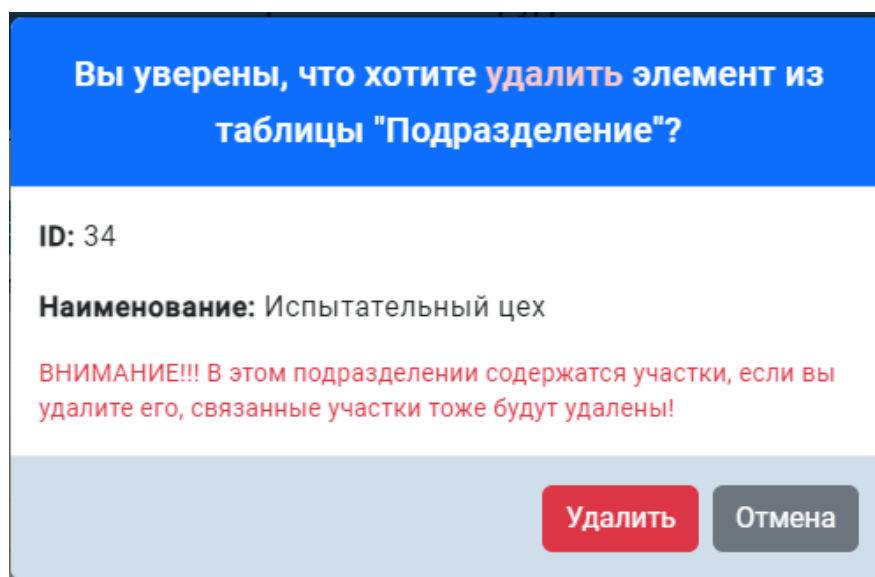 Вы уверены, что хотите удалить элемент из
таблицы "Подразделение"?
ID: 34
Наименование: Испытательный цех
ВНИМАНИЕ!!! В этом подразделении содержатся участки, если вы
удалите его, связанные участки тоже будут удалены!
Удалить Отмена